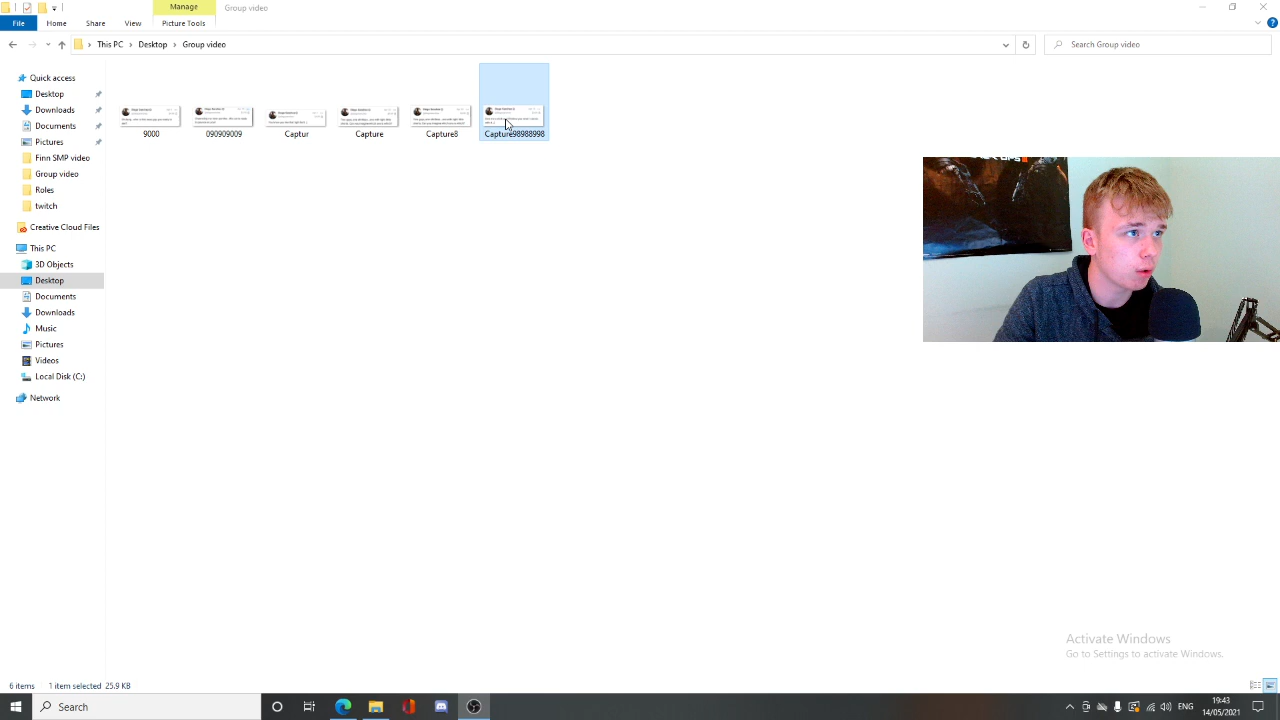 Manage
Group video
File
Home
Share
View
Picture Tools
This PC
Desktop
Group video
Search Group video
Quick access
Desktop
Downloads
Documents
Pictures
Finn SMP video
Group video
Roles
twitch
Creative Cloud Files
This PC
3D Objects
Desktop
Documents
Downloads
Music
Pictures
Videos
Local Disk (C:)
Network
9000
090909009
Captur
Capture
Capture8
Capture98988998
Activate Windows
Go to Settings to activate Windows.
6 items
1 item selected 25.9 KB
Search
ENG
19:43
14/05/2021